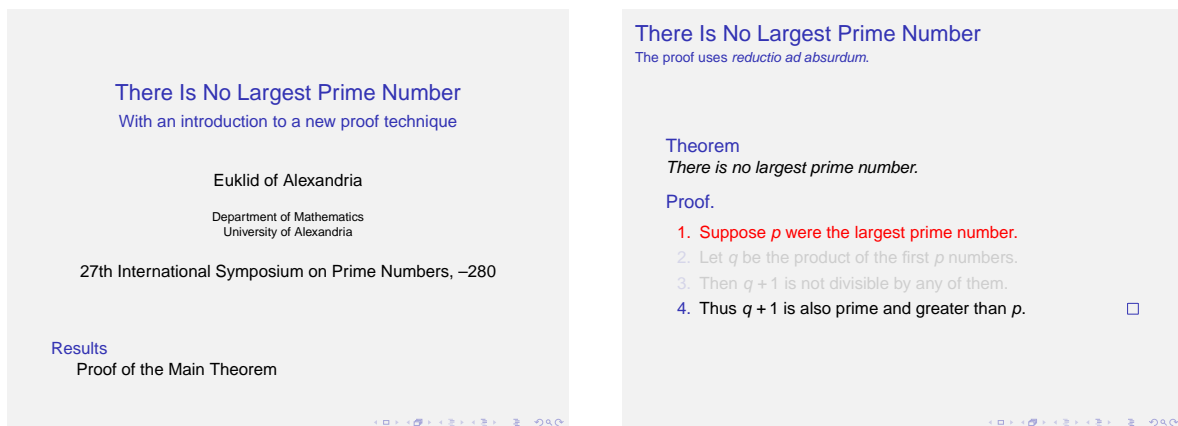 There Is No Largest Prime Number
With an introduction to a new proof technique
Euklid of Alexandria
Department of Mathematics
University of Alexandria
27th International Symposium on Prime Numbers, –280
Results
Proof of the Main Theorem
There Is No Largest Prime Number
The proof uses reductio ad absurdum.
Theorem
There is no largest prime number.
Proof.
1. Suppose p were the largest prime number.
2. Let q be the product of the first p numbers.
3. Then q + 1 is not divisible by any of them.
4. Thus q + 1 is also prime and greater than p.